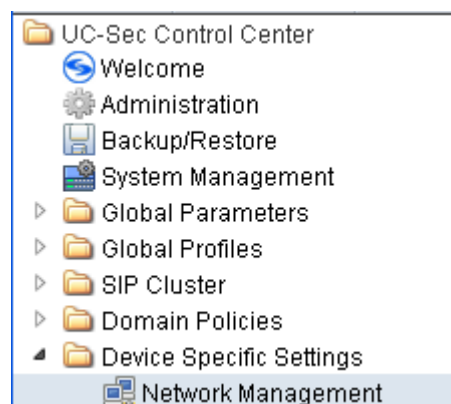 UC-Sec Control Center
Welcome
Administration
Backup/Restore
System Management
Global Parameters
Global Profiles
SIP Cluster
Domain Policies
Device Specific Settings
Network Management